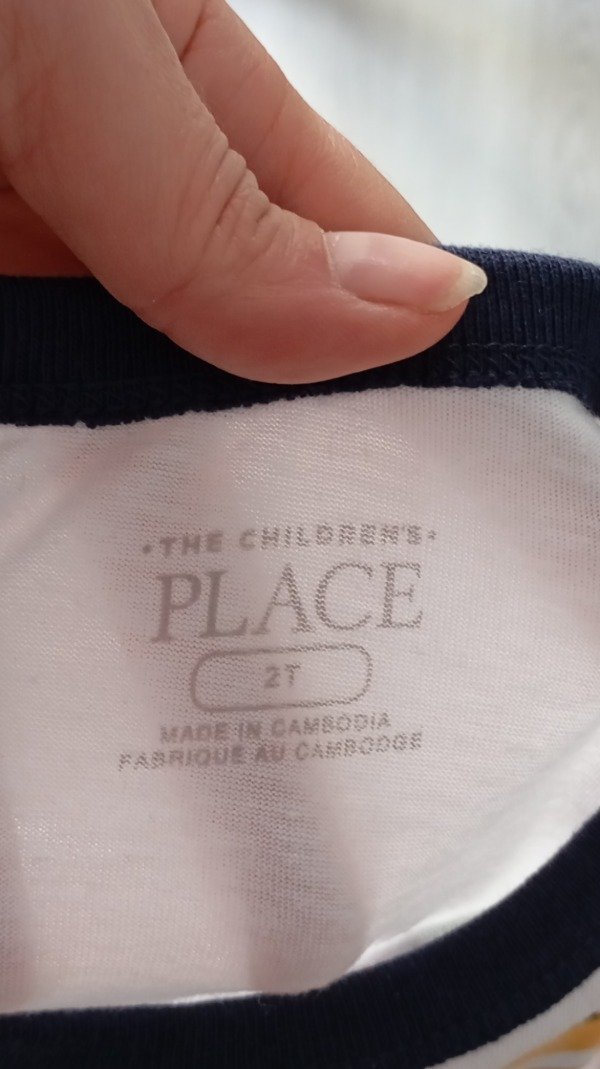 •THE CHILDREN'S•
PLACE
2T
MADE IN CAMBODIA
FABRIQUÉ AU CAMBODGE